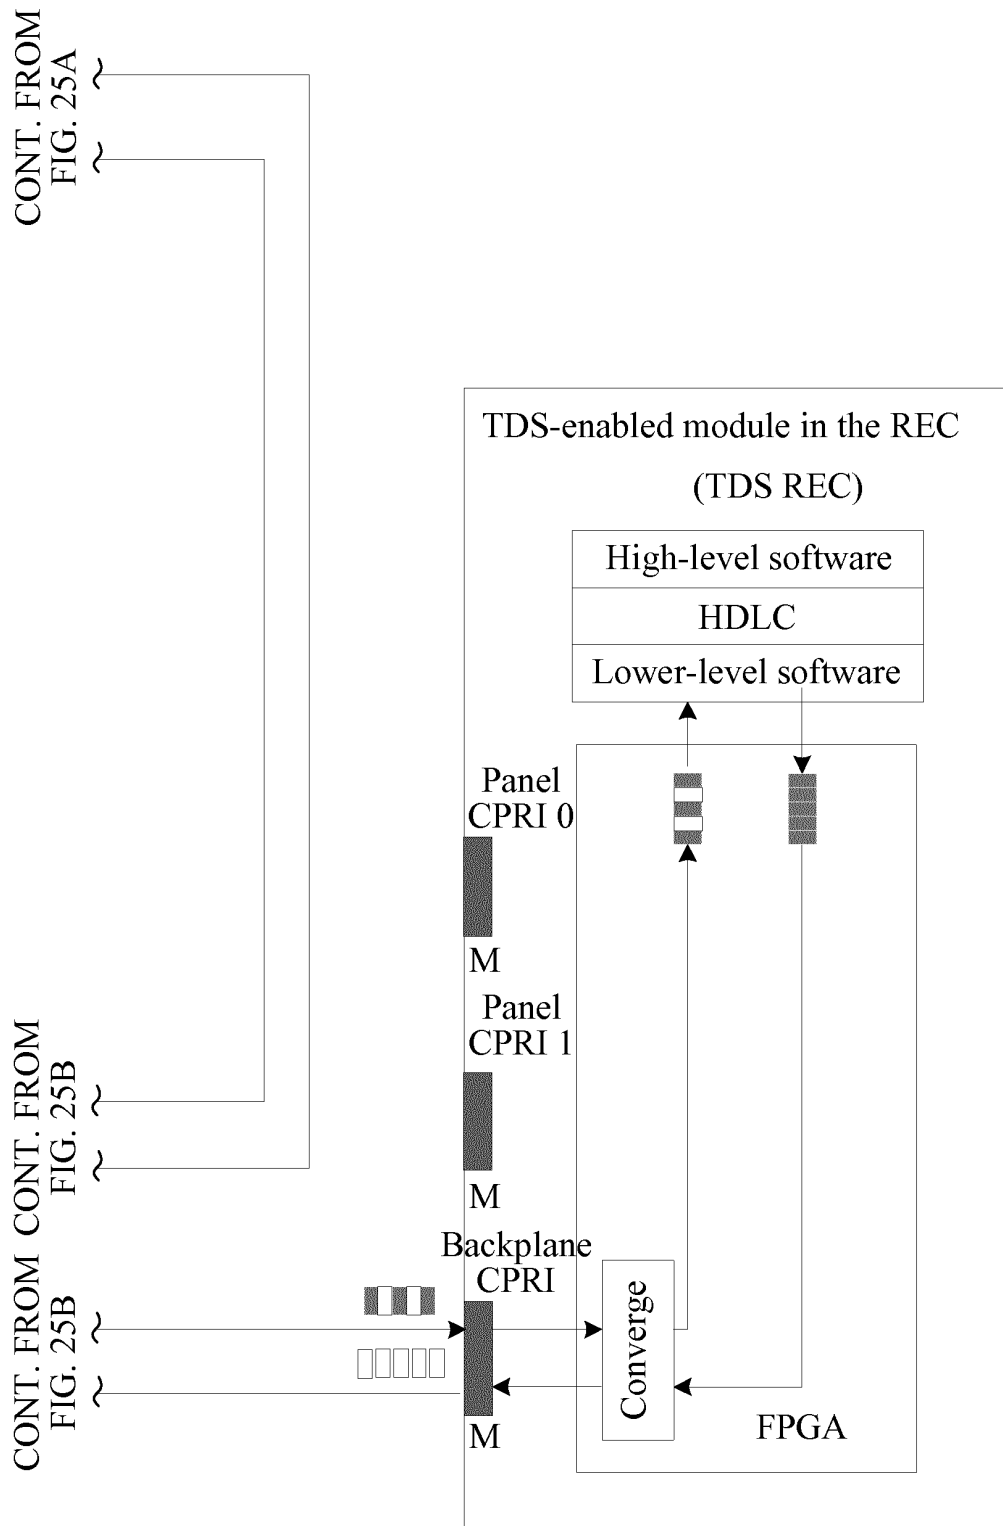 CONT. FROM
FIG. 25A
TDS-enabled module in the REC
(TDS REC)
High-level software
HDLC
Lower-level software
Panel
CPRI 0
M
Panel
CPRI 1
M
CONT. FROM
FIG. 25B
Backplane
CPRI
M
CONT. FROM
FIG. 25B
Converge
FPGA